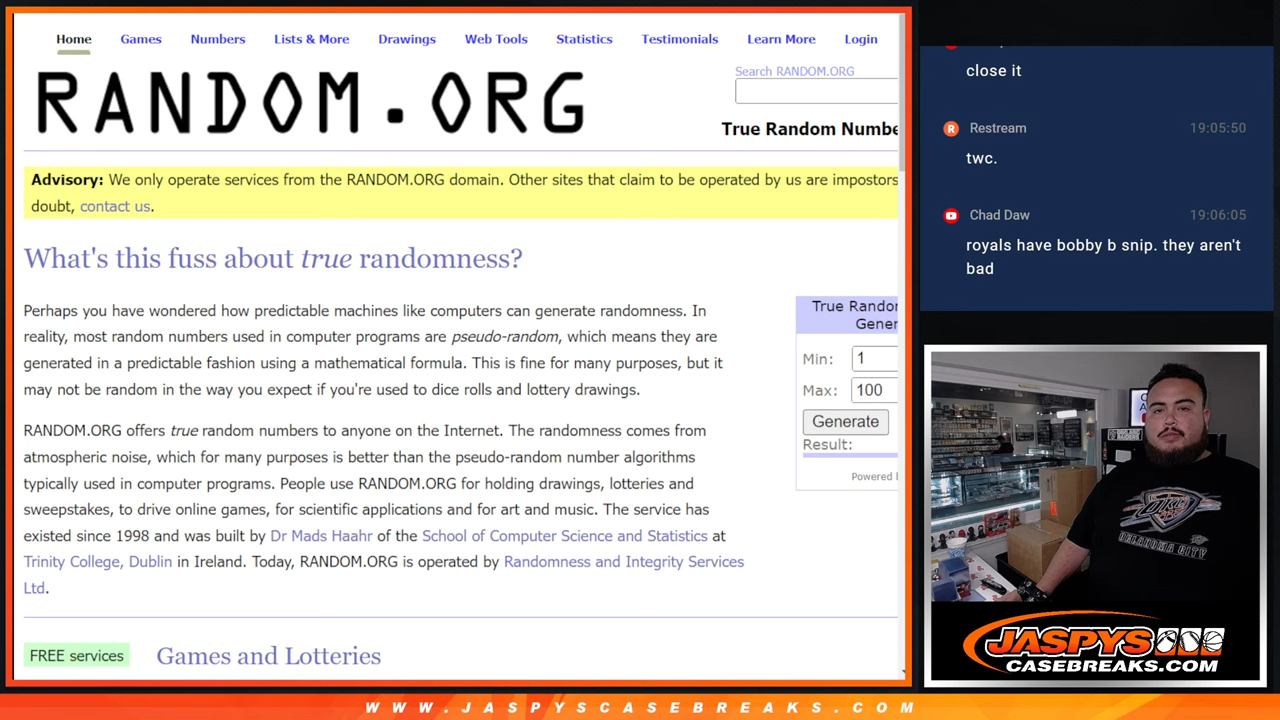 Home Games Numbers Lists & More Drawings Web Tools Statistics Testimonials Learn More Login
RANDOM.ORG
Search RANDOM.ORG
True Random Numbe
Advisory: We only operate services from the RANDOM.ORG domain. Other sites that claim to be operated by us are impostors
doubt, contact us.
What's this fuss about true randomness?
Perhaps you have wondered how predictable machines like computers can generate randomness. In
reality, most random numbers used in computer programs are pseudo-random, which means they are
generated in a predictable fashion using a mathematical formula. This is fine for many purposes, but it
may not be random in the way you expect if you're used to dice rolls and lottery drawings.
RANDOM.ORG offers true random numbers to anyone on the Internet. The randomness comes from
atmospheric noise, which for many purposes is better than the pseudo-random number algorithms
typically used in computer programs. People use RANDOM.ORG for holding drawings, lotteries and
sweepstakes, to drive online games, for scientific applications and for art and music. The service has
existed since 1998 and was built by Dr Mads Haahr of the School of Computer Science and Statistics at
Trinity College, Dublin in Ireland. Today, RANDOM.ORG is operated by Randomness and Integrity Services
Ltd.
True Rando
Gener
Min: 1
Max: 100
Generate
Result:
Powered b
FREE services
Games and Lotteries
close it
Restream 19:05:50
twc.
Chad Daw 19:06:05
royals have bobby b snip. they aren't
bad
OKC
OKLAHOMA CITY
JASPYS
CASEBREAKS.COM
WWW.JASPYSCASEBREAKS.COM